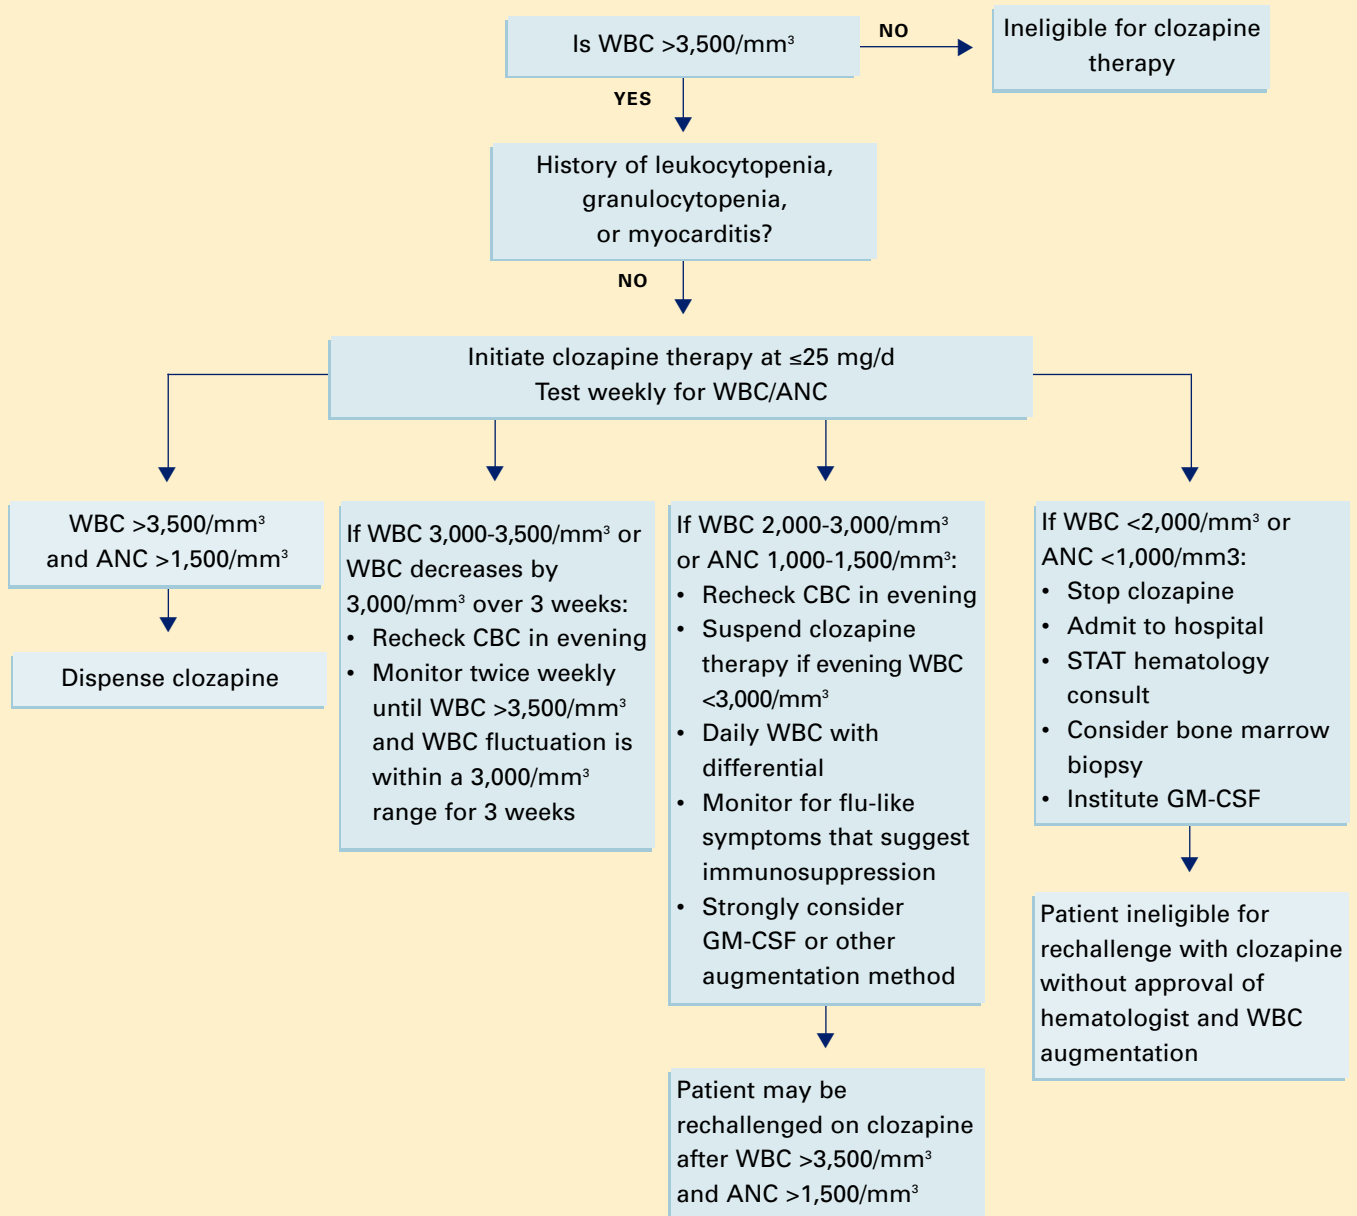 Is WBC >3,500/mm³
NO
Ineligible for clozapine
therapy
YES
History of leukocytopenia,
granulocytopenia,
or myocarditis?
NO
Initiate clozapine therapy at ≤25 mg/d
Test weekly for WBC/ANC
WBC >3,500/mm³
and ANC >1,500/mm³
Dispense clozapine
If WBC 3,000-3,500/mm³ or
WBC decreases by
3,000/mm³ over 3 weeks:
• Recheck CBC in evening
• Monitor twice weekly
until WBC >3,500/mm³
and WBC fluctuation is
within a 3,000/mm³
range for 3 weeks
If WBC 2,000-3,000/mm³
or ANC 1,000-1,500/mm³:
• Recheck CBC in evening
• Suspend clozapine
therapy if evening WBC
<3,000/mm³
• Daily WBC with
differential
• Monitor for flu-like
symptoms that suggest
immunosuppression
• Strongly consider
GM-CSF or other
augmentation method
Patient may be
rechallenged on clozapine
after WBC >3,500/mm³
and ANC >1,500/mm³
If WBC <2,000/mm³ or
ANC <1,000/mm3:
• Stop clozapine
• Admit to hospital
• STAT hematology
consult
• Consider bone marrow
biopsy
• Institute GM-CSF
Patient ineligible for
rechallenge with clozapine
without approval of
hematologist and WBC
augmentation